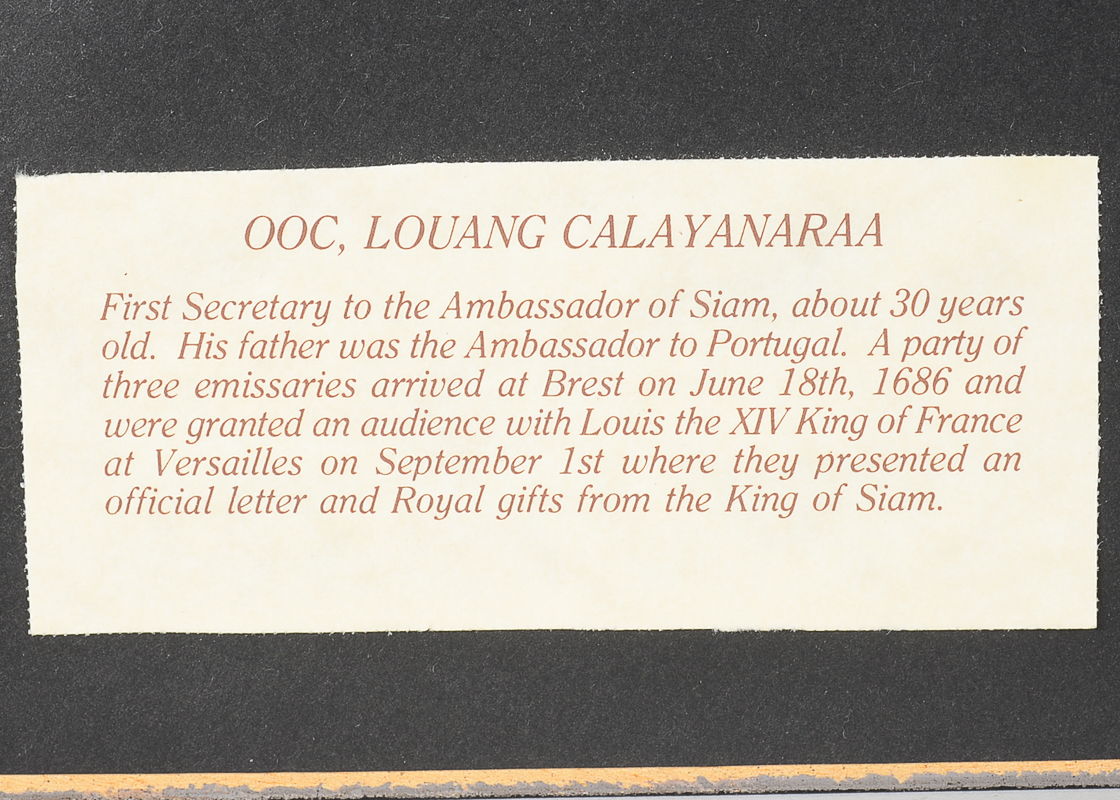 OOC, LOUANG CALAYANARAA
First Secretary to the Ambassador of Siam, about 30 years
old. His father was the Ambassador to Portugal. A party of
three emissaries arrived at Brest on June 18th, 1686 and
were granted an audience with Louis the XIV King of France
at Versailles on September 1st where they presented an
official letter and Royal gifts from the King of Siam.